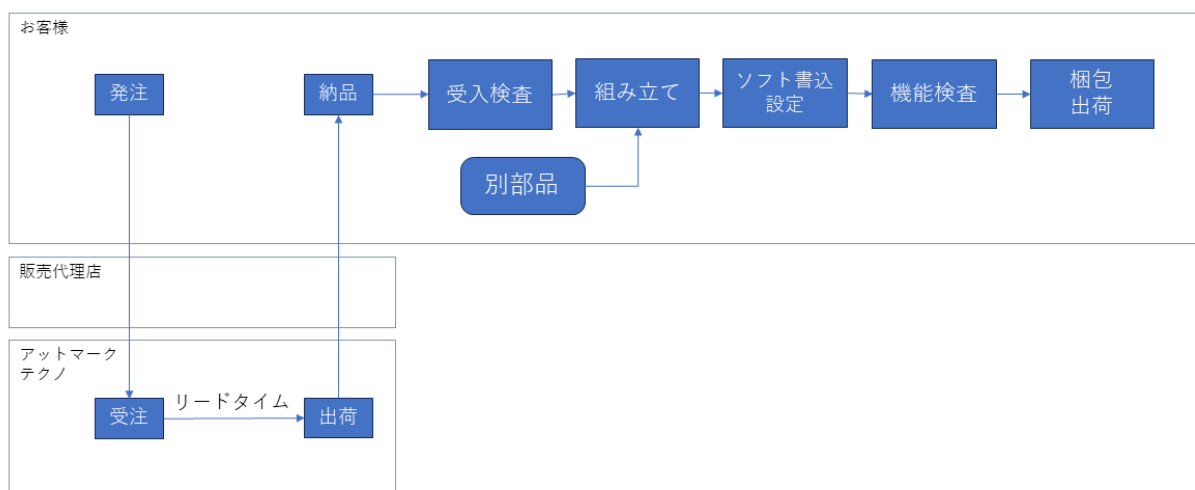 お客様
発注
納品
受入検査
組み立て
ソフト書込
設定
機能検査
梱包
出荷
別部品
販売代理店
アットマーク
テクノ
受注
リードタイム
出荷